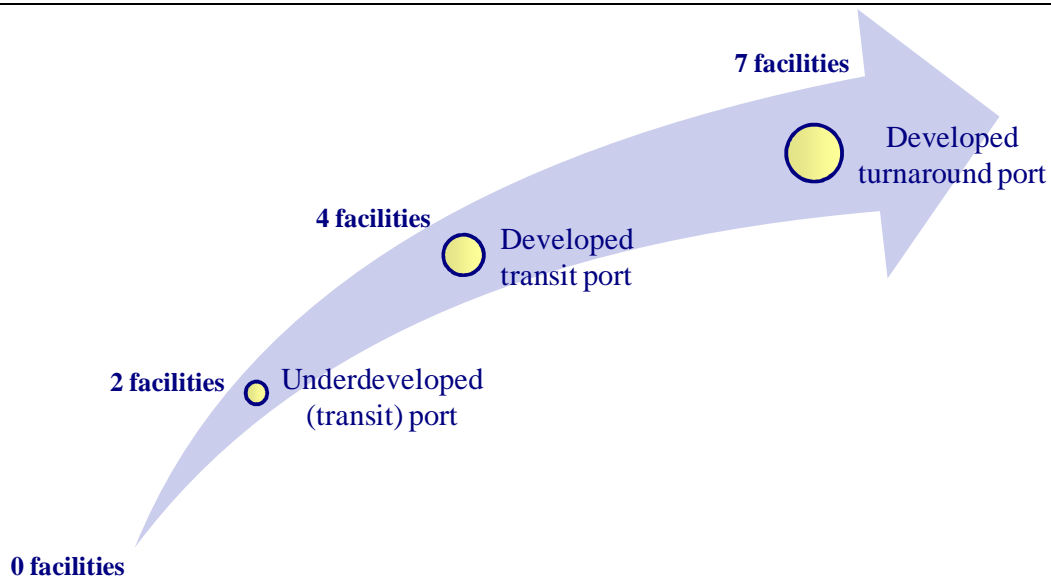 7 facilities
Developed
turnaround port
4 facilities
Developed
transit port
2 facilities
Underdeveloped
(transit) port
0 facilities